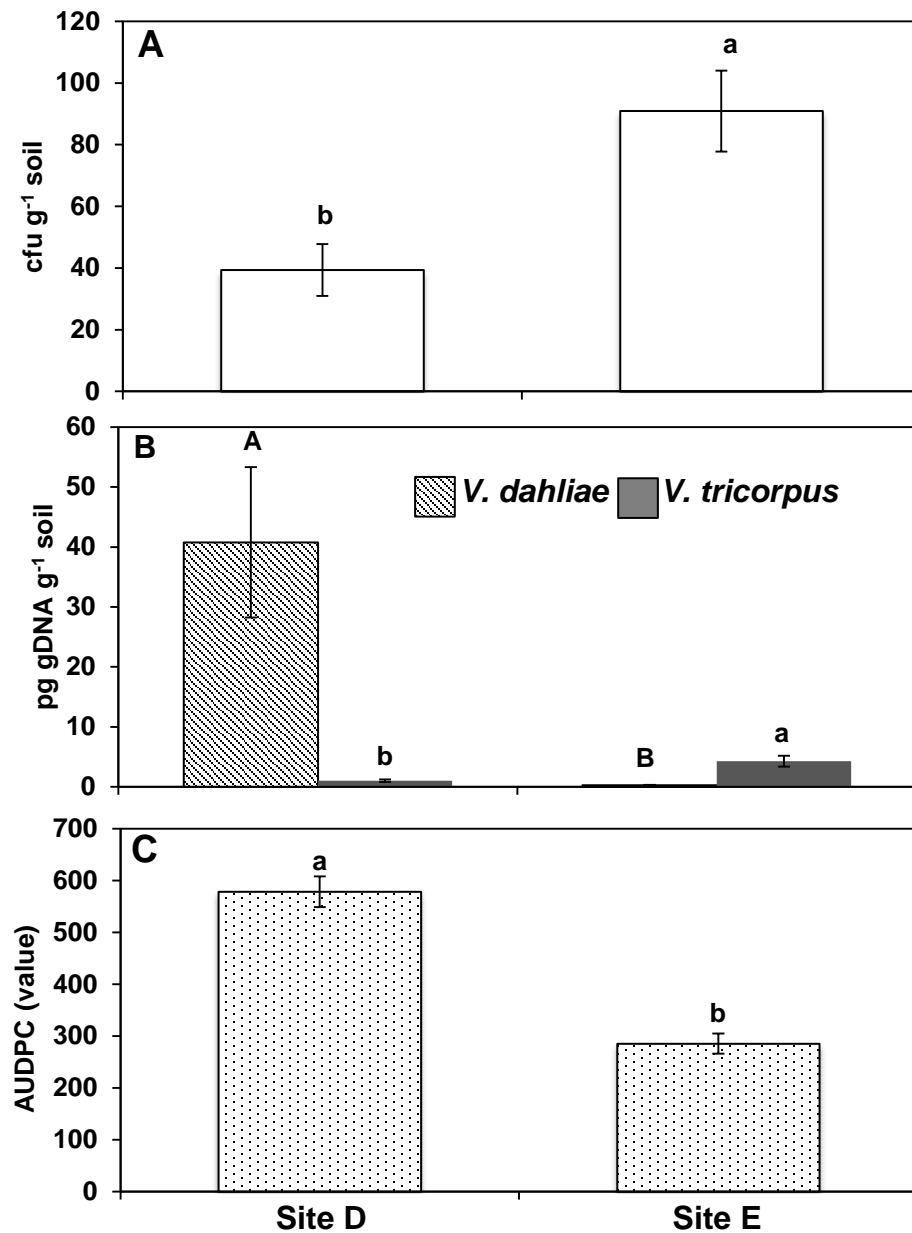 A
120
100
80
60
40
20
0
cfu g⁻¹ soil
b
a
B
60
50
40
30
20
10
0
pg gDNA g⁻¹ soil
A
b
B
a
V. dahliae V. tricorpus
C
700
600
500
400
300
200
100
0
AUDPC (value)
a
b
Site D Site E